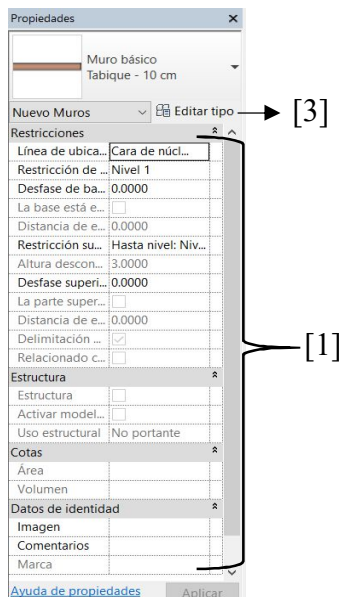 Propiedades
Muro básico
Tabique - 10 cm
Nuevo Muros Editar tipo [3]
Restricciones
Línea de ubica... Cara de núcl...
Restricción de ... Nivel 1
Desfase de ba... 0.0000
La base está e...
Distancia de e... 0.0000
Restricción su... Hasta nivel: Niv...
Altura descon... 3.0000
Desfase superi... 0.0000
La parte super...
Distancia de e... 0.0000
Delimitación ...
Relacionado c...
[1]
Estructura
Estructura
Activar model...
Uso estructural No portante
Cotas
Área
Volumen
Datos de identidad
Imagen
Comentarios
Marca
Ayuda de propiedades Aplicar